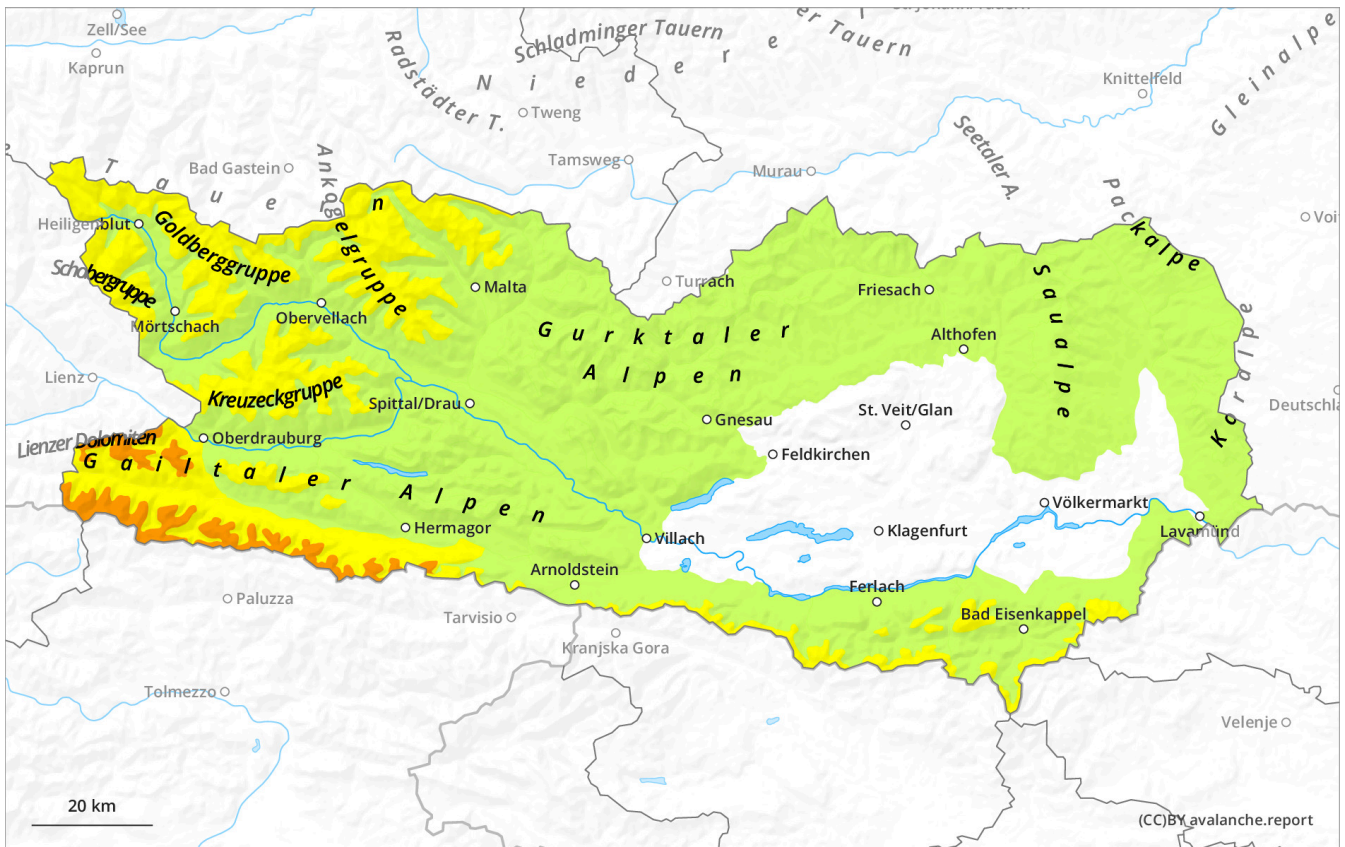 Zell/See
Kaprun
Schladminger Tauern
Niedere
Radstädter T.
Tweng
Tamsweg
Murau
Knittelfeld
Gleinalpe
Seetaler A.
Packalpe
Bad Gastein
Heiligenblut
Goldberggruppe
Ankogelgruppe
Schobergruppe
Mörtschach
Obervellach
Malta
Turrach
Friesach
Althofen
Saualpe
Koralpe
Gurktaler
Alpen
Lienz
Kreuzeckgruppe
Spittal/Drau
Gnesau
St. Veit/Glan
Feldkirchen
Lienzer Dolomiten
Oberdrauburg
Gailtaler Alpen
Hermagor
Villach
Klagenfurt
Völkermarkt
Lavamünd
Arnoldstein
Ferlach
Bad Eisenkappel
Paluzza
Tarvisio
Kranjska Gora
Tolmezzo
Velenje
20 km
(CC)BY avalanche.report